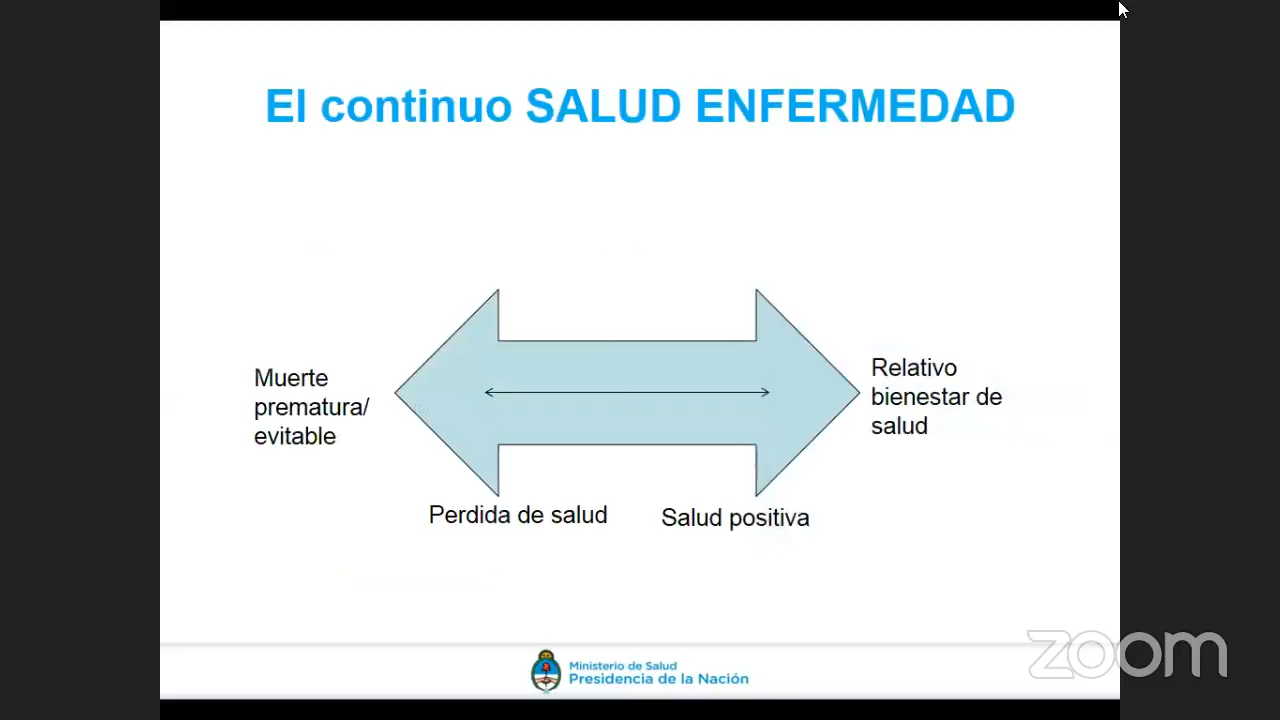 El continuo SALUD ENFERMEDAD
Muerte
prematura/
evitable
Relativo
bienestar de
salud
Perdida de salud
Salud positiva
Ministerio de Salud
Presidencia de la Nación
zoom